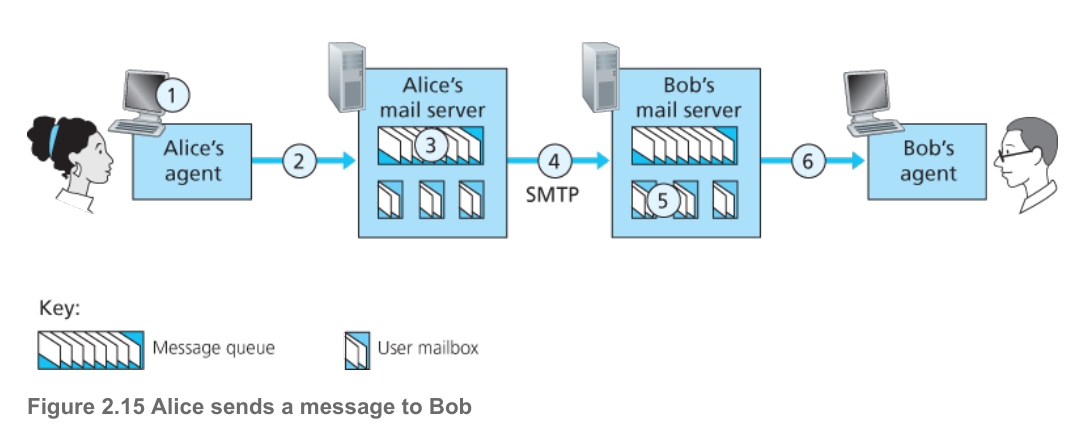 1
Alice's
agent
2
Alice's
mail server
3
4
SMTP
Bob's
mail server
5
6
Bob's
agent
Key:
Message queue
User mailbox
Figure 2.15 Alice sends a message to Bob